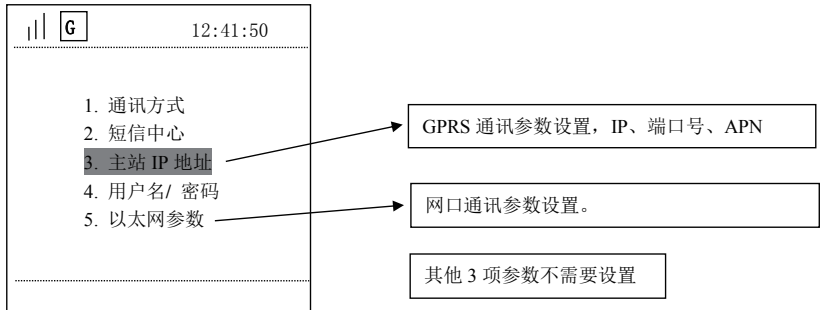 G 12:41:50
1. 通讯方式
2. 短信中心
3. 主站 IP 地址
4. 用户名/ 密码
5. 以太网参数
GPRS 通讯参数设置，IP、端口号、APN
网口通讯参数设置。
其他 3 项参数不需要设置